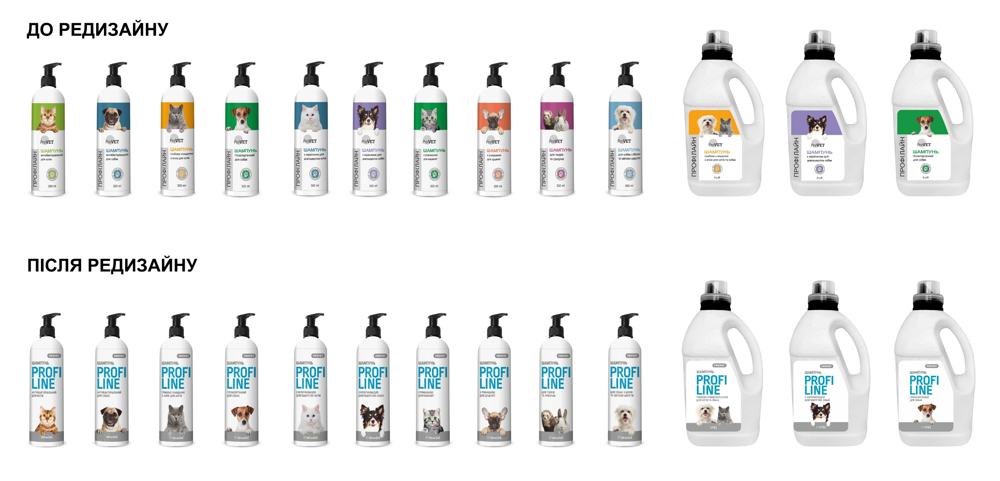 ДО РЕДИЗАЙНУ
ПРОФІЛАЙН
ProVET
ШАМПУНЬ
антибактеріальний
для котів
300 ml
ПРОФІЛАЙН
ProVET
ШАМПУНЬ
антибактеріальний
для собак
300 ml
ПРОФІЛАЙН
ProVET
ШАМПУНЬ
глибоке очищення
з алое для котів
300 мл
ПРОФІЛАЙН
ProVET
ШАМПУНЬ
гіпоалергенний
для собак
300 ml
ПРОФІЛАЙН
ProVET
ШАМПУНЬ
з кератином для
довгошерстих котів
300 ml
ПРОФІЛАЙН
ProVET
ШАМПУНЬ
з кератином для
довгошерстих собак
300 ml
ПРОФІЛАЙН
ProVET
ШАМПУНЬ
з ромашкою
для кошенят
300 ml
ПРОФІЛАЙН
ProVET
ШАМПУНЬ
з ромашкою
для цуценят
300 ml
ПРОФІЛАЙН
ProVET
ШАМПУНЬ
для тхорів
та гризунів
300 ml
ПРОФІЛАЙН
ProVET
ШАМПУНЬ
для собак з білою
та світлою шерстю
300 ml
ПРОФІЛАЙН
ProVET
ШАМПУНЬ
глибоке очищення
з алое для котів та собак
3 L/Л
ПРОФІЛАЙН
ProVET
ШАМПУНЬ
з кератином для
довгошерстих собак
3 L/Л
ПРОФІЛАЙН
ProVET
ШАМПУНЬ
гіпоалергенний
для собак
3 L/Л
ПІСЛЯ РЕДИЗАЙНУ
PROVET
ШАМПУНЬ
PROFI
LINE
АНТИБАКТЕРІАЛЬНИЙ
ДЛЯ КОТІВ
300 мл (ml)
PROVET
ШАМПУНЬ
PROFI
LINE
АНТИБАКТЕРІАЛЬНИЙ
ДЛЯ СОБАК
300 мл (ml)
PROVET
ШАМПУНЬ
PROFI
LINE
ГЛИБОКЕ ОЧИЩЕННЯ
З АЛОЕ ДЛЯ КОТІВ
℮ 300 мл (ml)
PROVET
ШАМПУНЬ
PROFI
LINE
ГІПОАЛЕРГЕННИЙ
ДЛЯ СОБАК
℮ 300 мл (ml)
PROVET
ШАМПУНЬ
PROFI
LINE
З КЕРАТИНОМ ДЛЯ
ДОВГОШЕРСТИХ КОТІВ
℮ 300 мл (ml)
PROVET
ШАМПУНЬ
PROFI
LINE
З КЕРАТИНОМ ДЛЯ
ДОВГОШЕРСТИХ СОБАК
℮ 300 мл (ml)
PROVET
ШАМПУНЬ
PROFI
LINE
З РОМАШКОЮ
ДЛЯ КОШЕНЯТ
℮ 300 мл (ml)
PROVET
ШАМПУНЬ
PROFI
LINE
З РОМАШКОЮ
ДЛЯ ЦУЦЕНЯТ
℮ 300 мл (ml)
PROVET
ШАМПУНЬ
PROFI
LINE
ДЛЯ ТХОРІВ
ТА ГРИЗУНІВ
℮ 300 мл (ml)
PROVET
ШАМПУНЬ
PROFI
LINE
ДЛЯ СОБАК З БІЛОЮ
ТА СВІТЛОЮ ШЕРСТЮ
℮ 300 мл (ml)
PROVET
ШАМПУНЬ
PROFI
LINE
ГЛИБОКЕ ОЧИЩЕННЯ З АЛОЕ
ДЛЯ КОТІВ ТА СОБАК
3 Л (L)
PROVET
ШАМПУНЬ
PROFI
LINE
З КЕРАТИНОМ ДЛЯ
ДОВГОШЕРСТИХ СОБАК
℮ 3 Л (L)
PROVET
ШАМПУНЬ
PROFI
LINE
ГІПОАЛЕРГЕННИЙ
ДЛЯ СОБАК
℮ 3 Л (L)